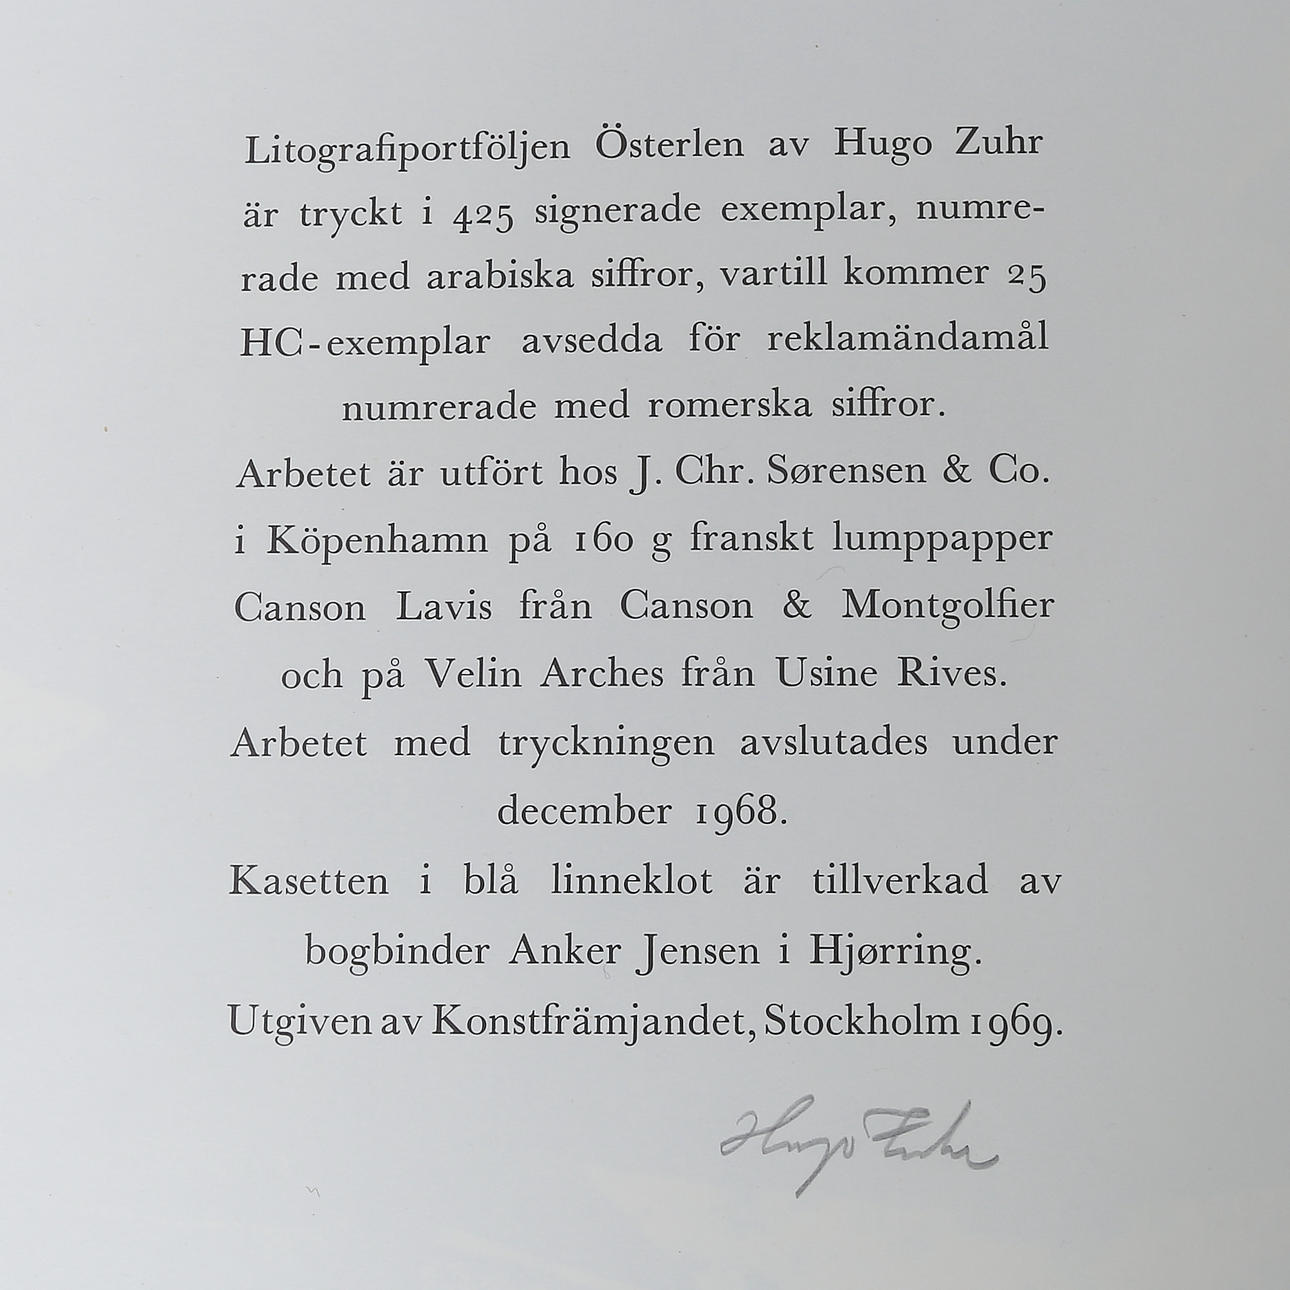 Litografiportföljen Österlen av Hugo Zuhr
är tryckt i 425 signerade exemplar, numre-
rade med arabiska siffror, vartill kommer 25
HC-exemplar avsedda för reklamändamål
numrerade med romerska siffror.
Arbetet är utfört hos J. Chr. Sørensen & Co.
i Köpenhamn på 160 g franskt lumppapper
Canson Lavis från Canson & Montgolfier
och på Velin Arches från Usine Rives.
Arbetet med tryckningen avslutades under
december 1968.
Kasetten i blå linneklot är tillverkad av
bogbinder Anker Jensen i Hjørring.
Utgiven av Konstfrämjandet, Stockholm 1969.
Hugo Zuhr